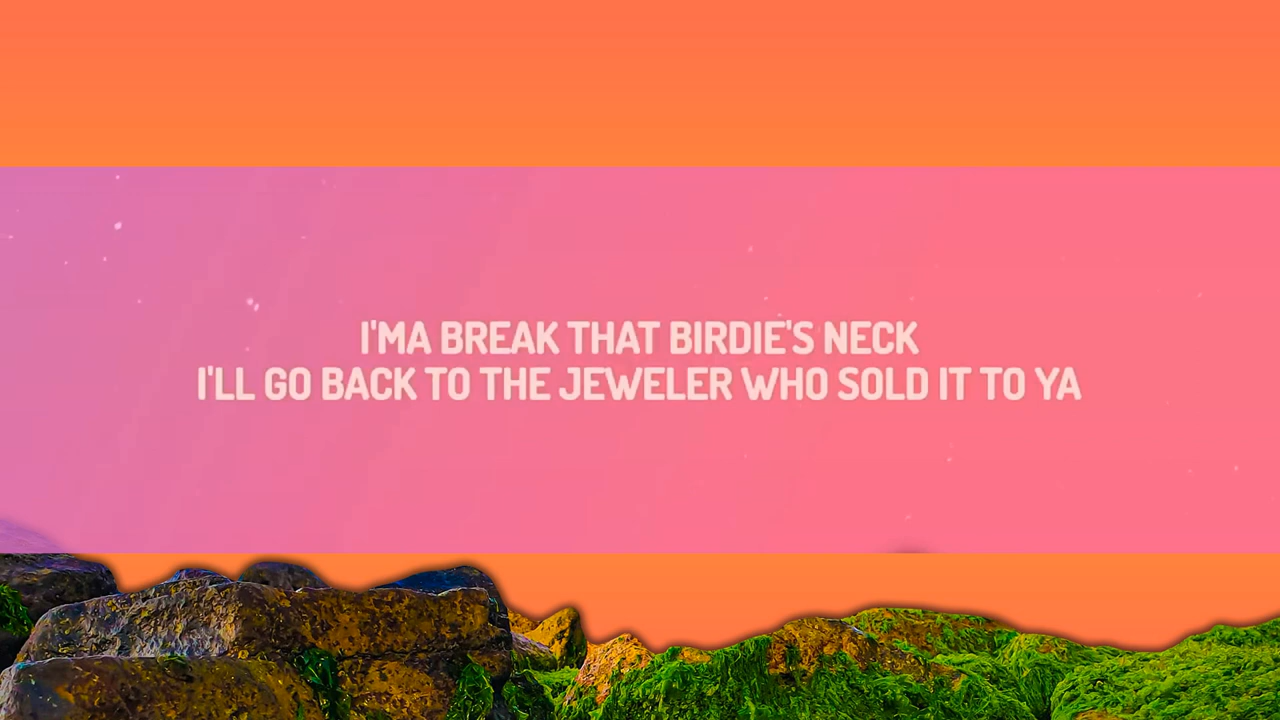 I'MA BREAK THAT BIRDIE'S NECK
I'LL GO BACK TO THE JEWELER WHO SOLD IT TO YA